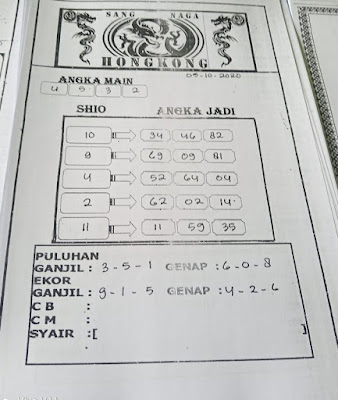 SANG NAGA
HONGKONG
ANGKA MAIN 05-10-2020
4 5 3 2
SHIO ANGKA JADI
10 34 46 82
9 69 09 81
4 52 64 04
2 62 02 14
11 11 59 35
PULUHAN
GANJIL : 3-5-1 GENAP : 6-0-8
EKOR
GANJIL : 9-1-5 GENAP : 4-2-6
C B :
C M :
SYAIR :[ ]